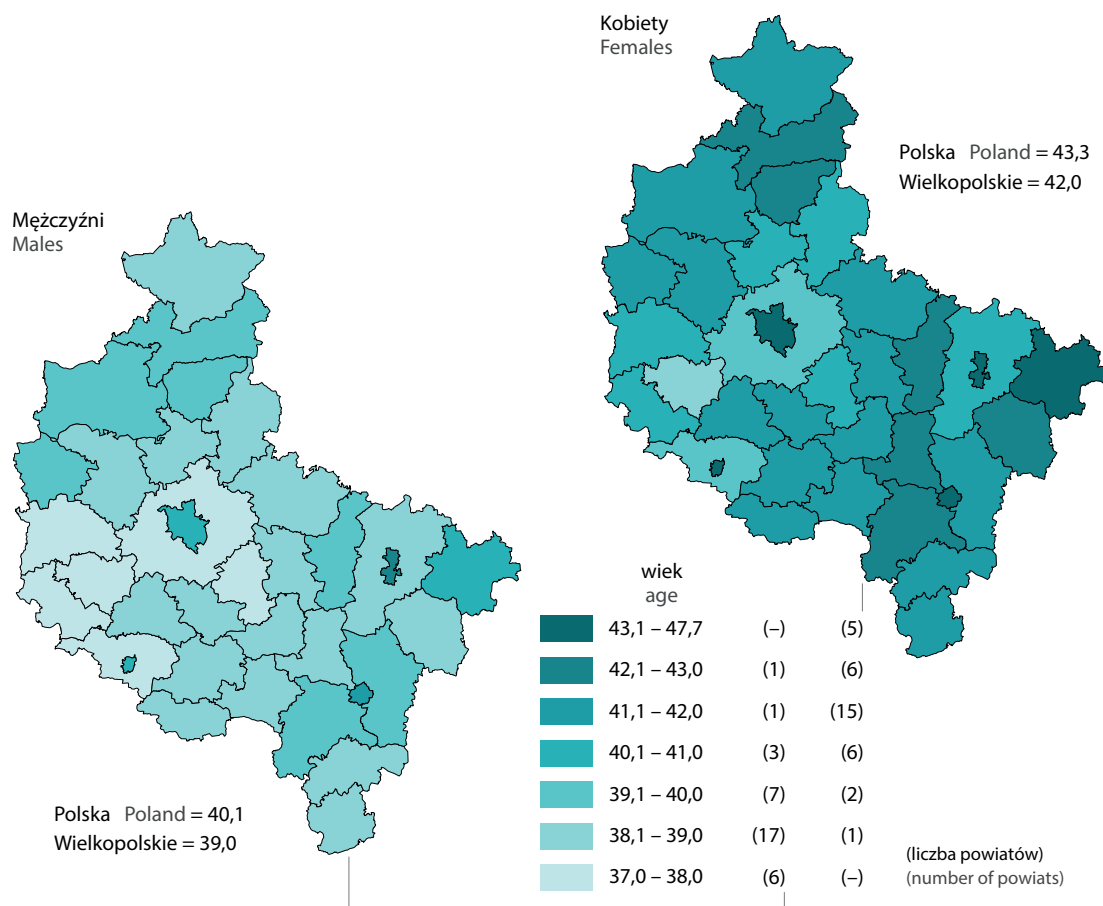 Kobiety
Females
Polska Poland = 43,3
Wielkopolskie = 42,0
Mężczyźni
Males
Polska Poland = 40,1
Wielkopolskie = 39,0
wiek
age
43,1 – 47,7 (–) (5)
42,1 – 43,0 (1) (6)
41,1 – 42,0 (1) (15)
40,1 – 41,0 (3) (6)
39,1 – 40,0 (7) (2)
38,1 – 39,0 (17) (1)
37,0 – 38,0 (6) (–)
(liczba powiatów)
(number of powiats)